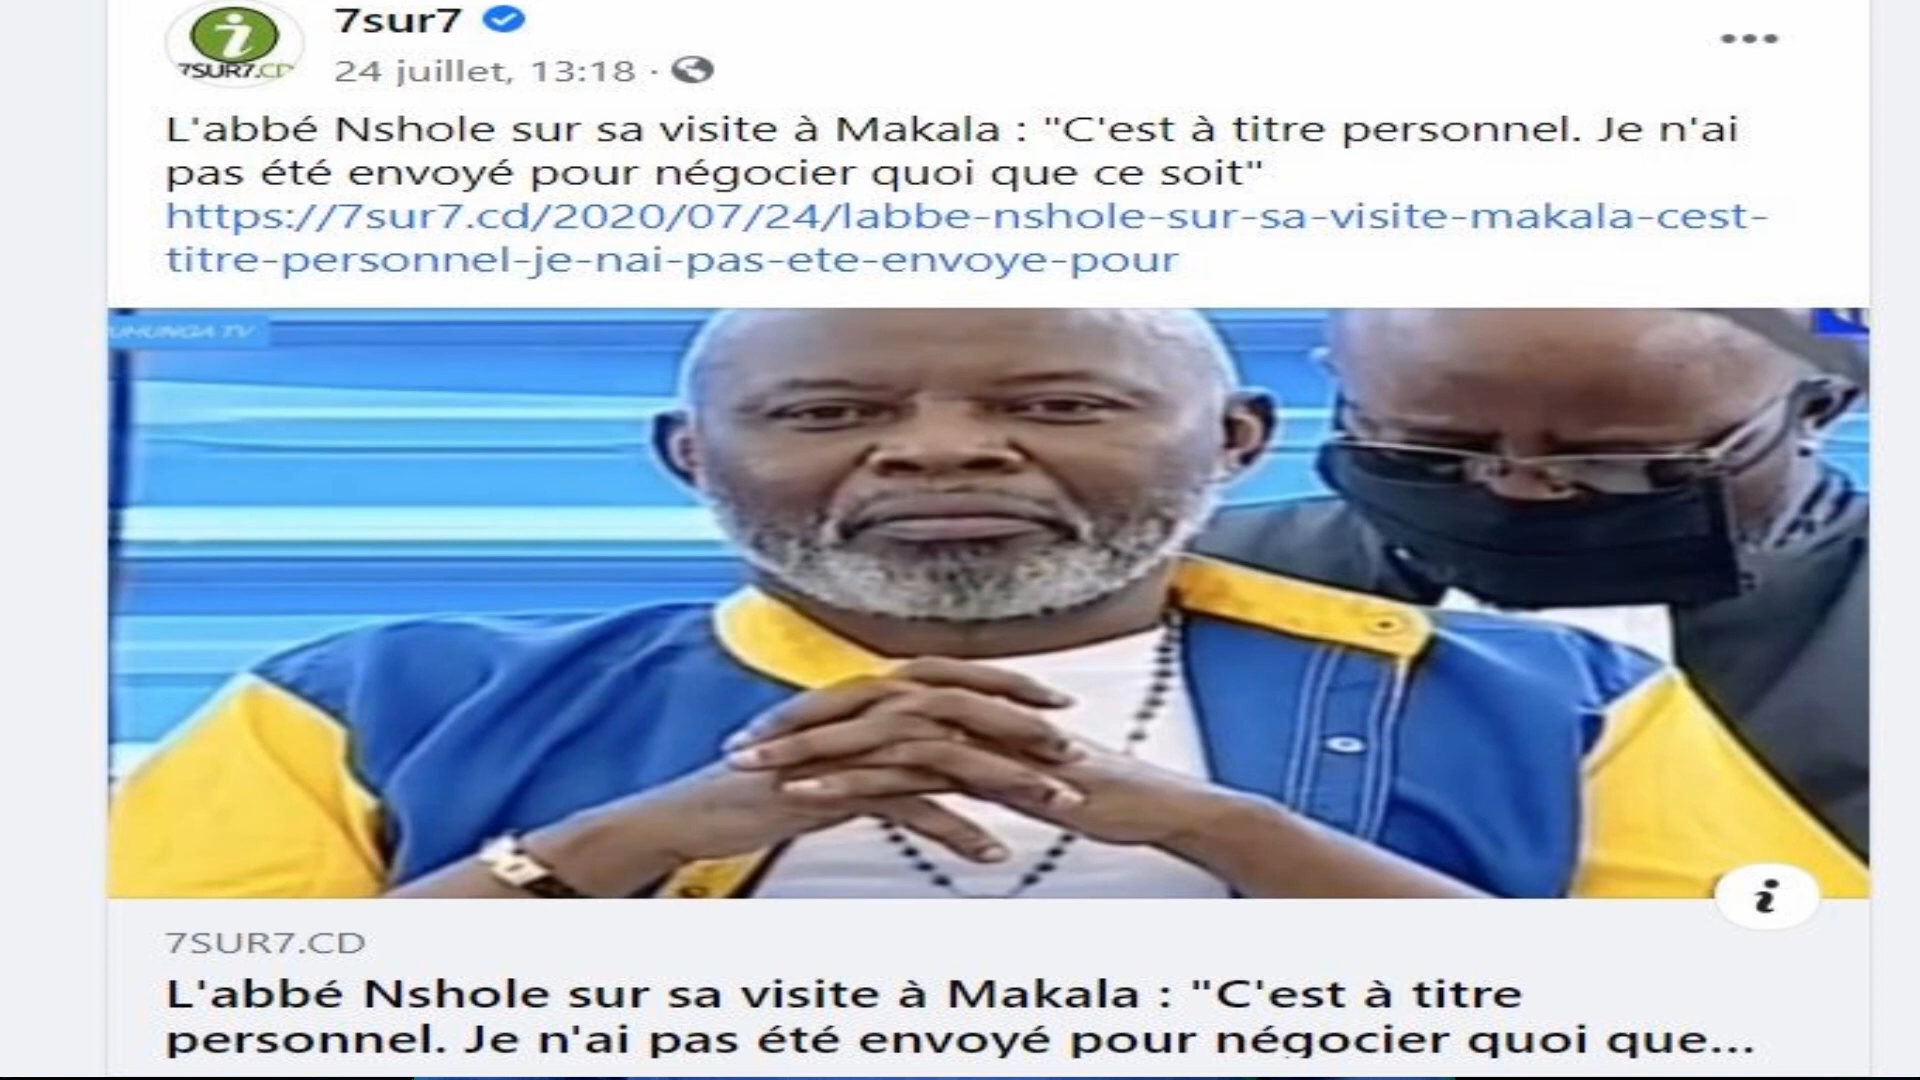 7sur7
7SUR7.CD
24 juillet, 13:18 ·
L'abbé Nshole sur sa visite à Makala : "C'est à titre personnel. Je n'ai
pas été envoyé pour négocier quoi que ce soit"
https://7sur7.cd/2020/07/24/labbe-nshole-sur-sa-visite-makala-cest-
titre-personnel-je-nai-pas-ete-envoye-pour
TV
7SUR7.CD
L'abbé Nshole sur sa visite à Makala : "C'est à titre
personnel. Je n'ai pas été envoyé pour négocier quoi que...